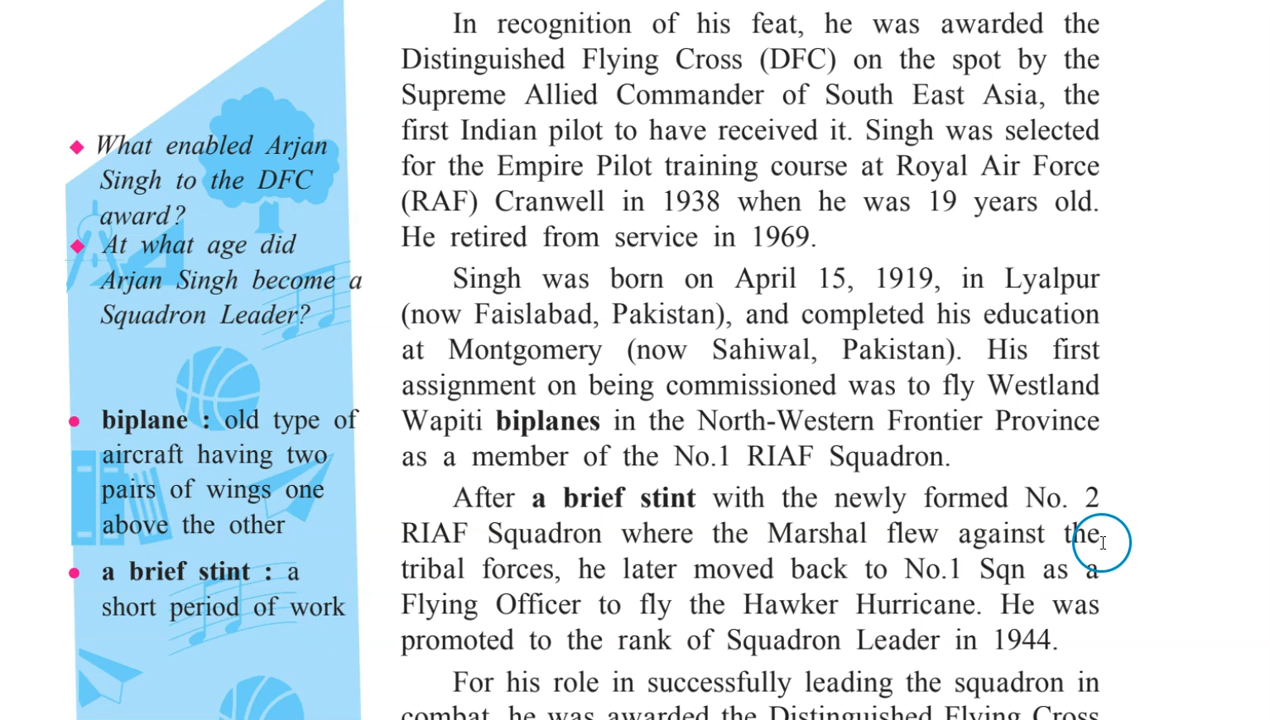 What enabled Arjan
Singh to the DFC
award?
At what age did
Arjan Singh become a
Squadron Leader?
biplane : old type of
aircraft having two
pairs of wings one
above the other
a brief stint : a
short period of work
In recognition of his feat, he was awarded the
Distinguished Flying Cross (DFC) on the spot by the
Supreme Allied Commander of South East Asia, the
first Indian pilot to have received it. Singh was selected
for the Empire Pilot training course at Royal Air Force
(RAF) Cranwell in 1938 when he was 19 years old.
He retired from service in 1969.
Singh was born on April 15, 1919, in Lyalpur
(now Faislabad, Pakistan), and completed his education
at Montgomery (now Sahiwal, Pakistan). His first
assignment on being commissioned was to fly Westland
Wapiti biplanes in the North-Western Frontier Province
as a member of the No.1 RIAF Squadron.
After a brief stint with the newly formed No. 2
RIAF Squadron where the Marshal flew against the
tribal forces, he later moved back to No.1 Sqn as a
Flying Officer to fly the Hawker Hurricane. He was
promoted to the rank of Squadron Leader in 1944.
For his role in successfully leading the squadron in
combat, he was awarded the Distinguished Flying Cross